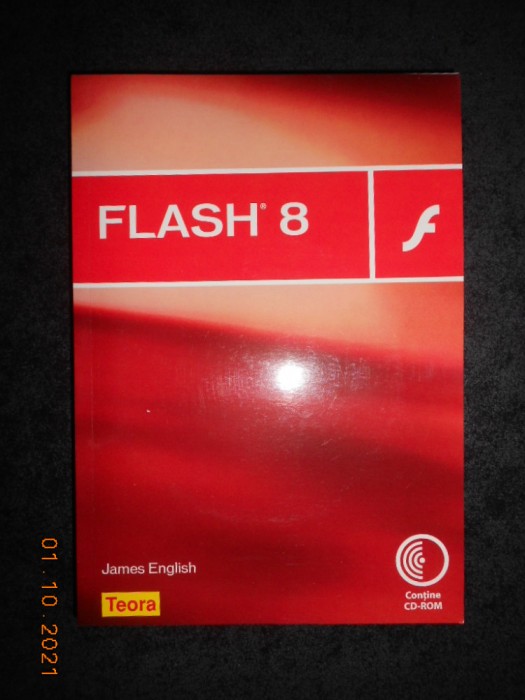 FLASH® 8
f
James English
Teora
Conține
CD-ROM
01.10.2021